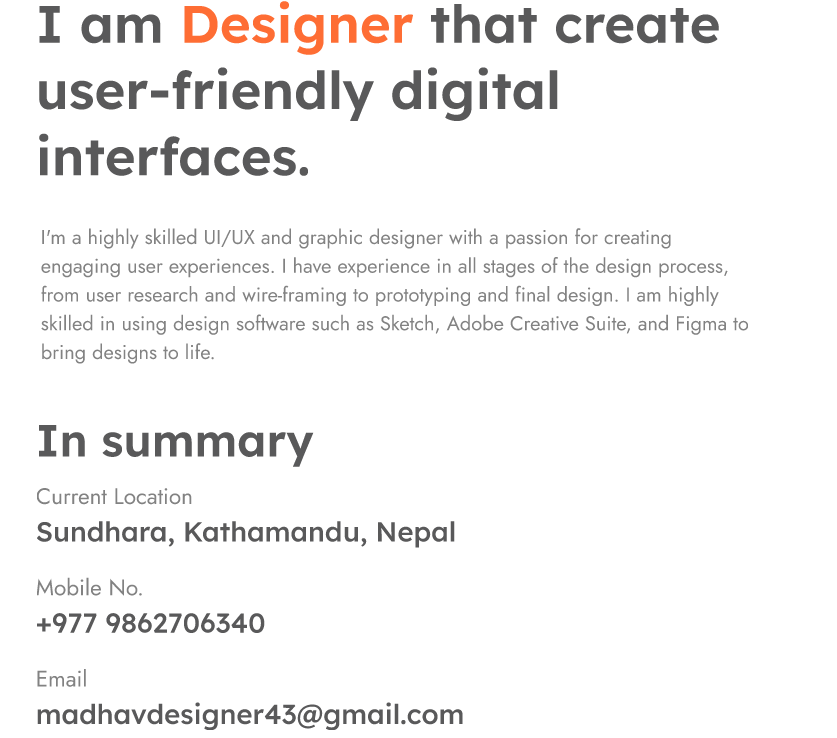 I am Designer that create
user-friendly digital
interfaces.
I'm a highly skilled UI/UX and graphic designer with a passion for creating
engaging user experiences. I have experience in all stages of the design process,
from user research and wire-framing to prototyping and final design. I am highly
skilled in using design software such as Sketch, Adobe Creative Suite, and Figma to
bring designs to life.
In summary
Current Location
Sundhara, Kathamandu, Nepal
Mobile No.
+977 9862706340
Email
madhavdesigner43@gmail.com